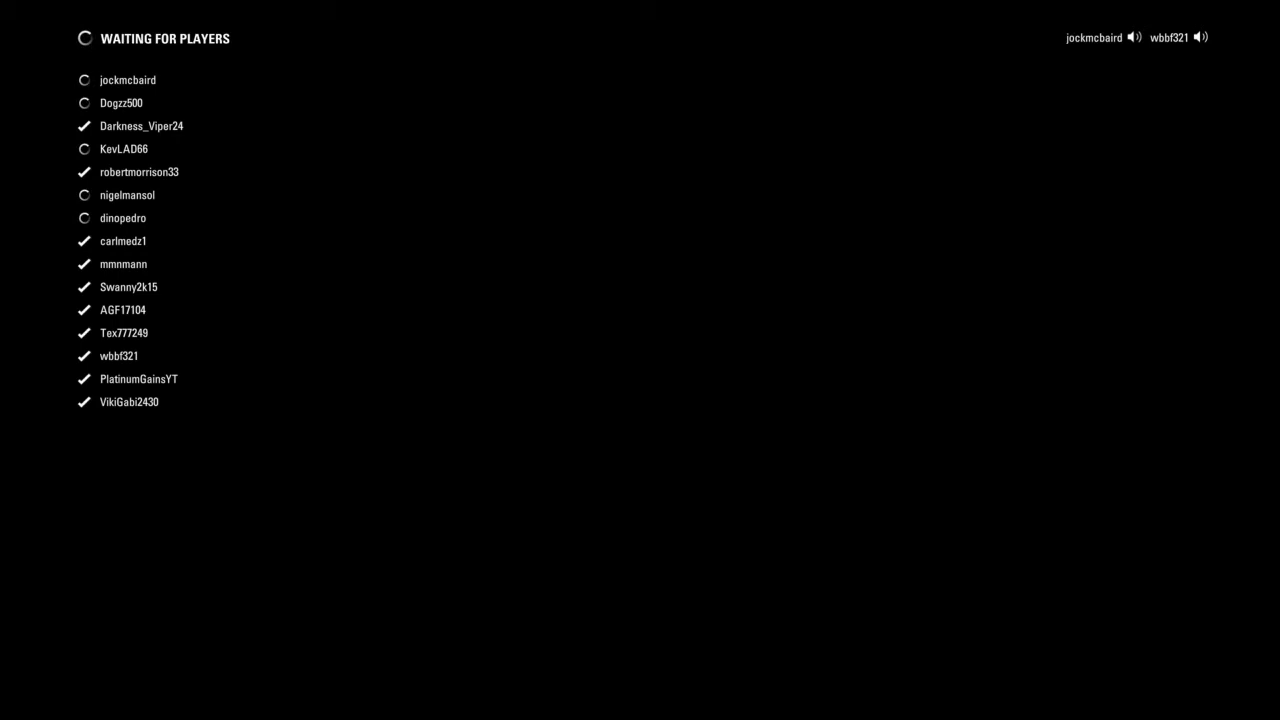 WAITING FOR PLAYERS
jockmcbaird wbbf321
jockmcbaird
Dogzz500
Darkness_Viper24
KevLAD66
robertmorrison33
nigelmansol
dinopedro
carlmedz1
mmnmann
Swanny2k15
AGF17104
Tex777249
wbbf321
PlatinumGainsYT
VikiGabi2430